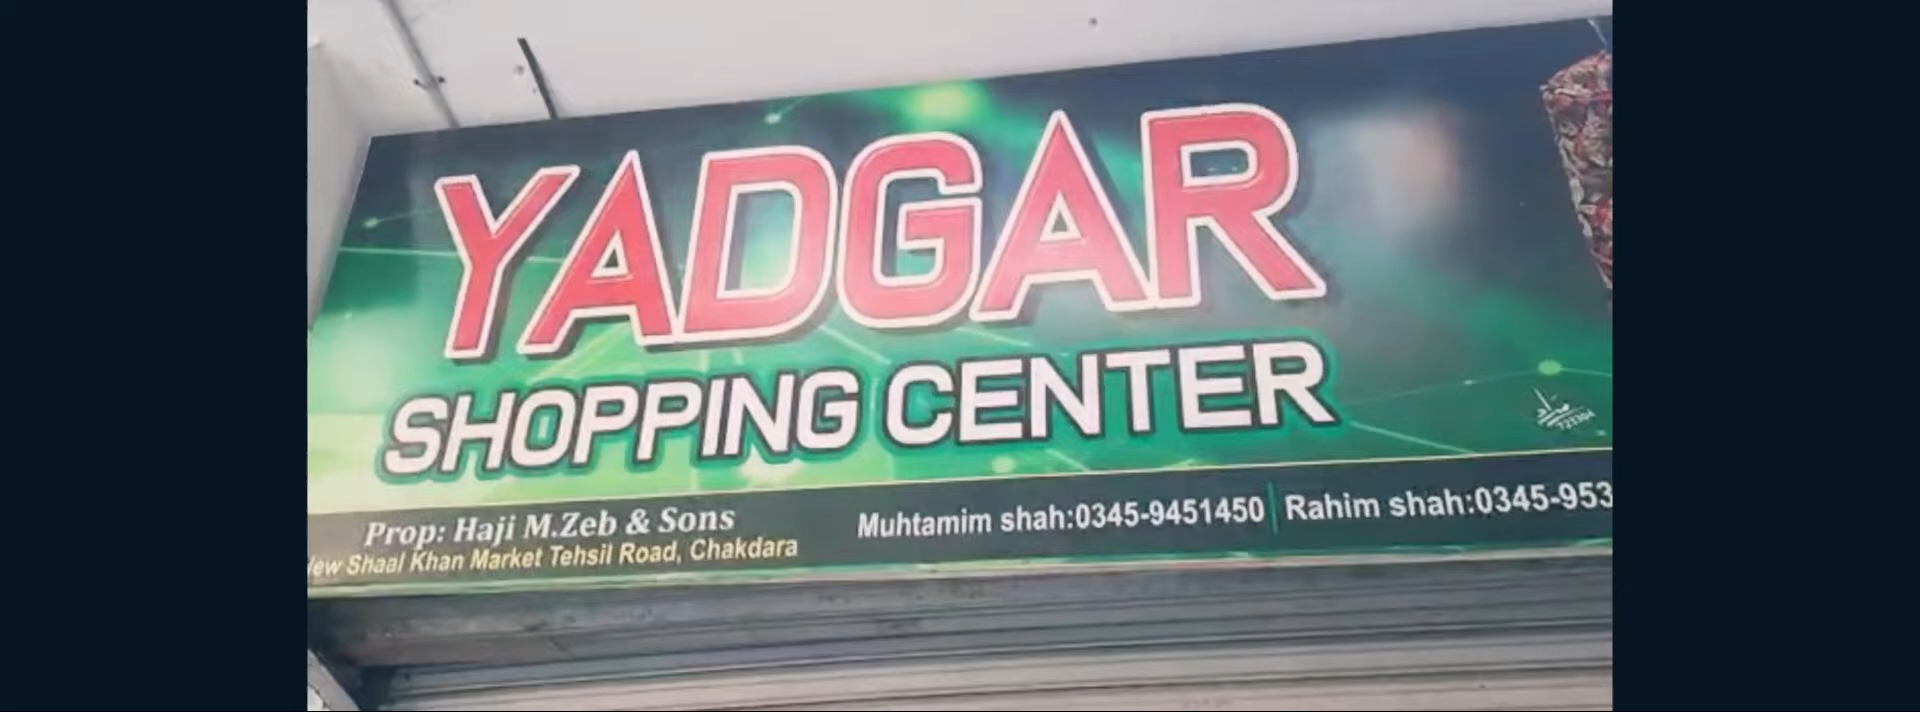 YADGAR
SHOPPING CENTER
Prop: Haji M.Zeb & Sons
Shaal Khan Market Tehsil Road, Chakdara
Muhtamim shah:0345-9451450
Rahim shah:0345-953